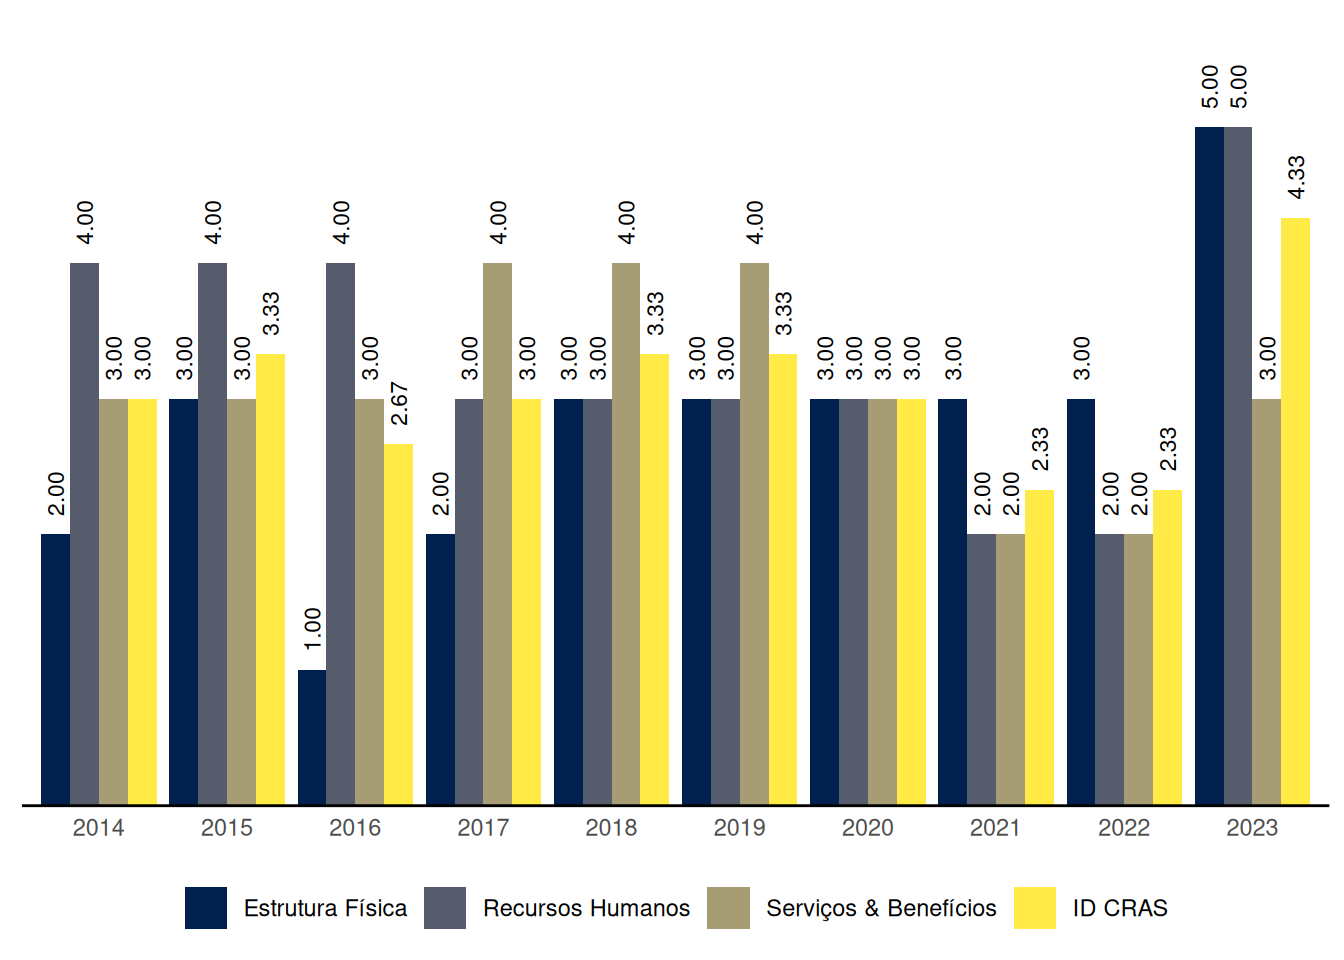 5.00 5.00
4.33
4.00 4.00 4.00 4.00 4.00 4.00
3.33 3.33 3.33
3.00 3.00 3.00 3.00 3.00 3.00 3.00 3.00 3.00 3.00 3.00 3.00 3.00 3.00 3.00 3.00 3.00 3.00 3.00
2.67
2.33 2.33
2.00 2.00 2.00 2.00 2.00 2.00
1.00
2014 2015 2016 2017 2018 2019 2020 2021 2022 2023
Estrutura Física Recursos Humanos Serviços & Benefícios ID CRAS